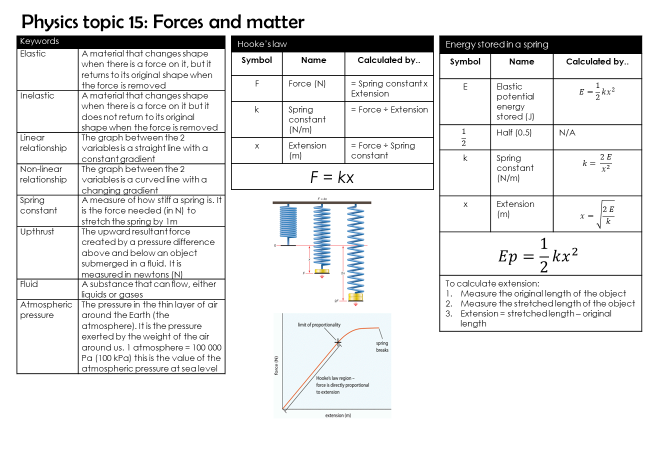 Physics topic 15: Forces and matter
Keywords
Elastic
A material that changes shape
when there is a force on it, but it
returns to its original shape when
the force is removed
Inelastic
A material that changes shape
when there is a force on it but it
does not return to its original
shape when the force is removed
Linear
relationship
The graph between the 2
variables is a straight line with a
constant gradient
Non-linear
relationship
The graph between the 2
variables is a curved line with a
changing gradient
Spring
constant
A measure of how stiff a spring is. It
is the force needed (in N) to
stretch the spring by 1m
Upthrust
The upward resultant force
created by a pressure difference
above and below an object
submerged in a fluid. It is
measured in newtons (N)
Fluid
A substance that can flow, either
liquids or gases
Atmospheric
pressure
The pressure in the thin layer of air
around the Earth (the
atmosphere). It is the pressure
exerted by the weight of the air
around us. 1 atmosphere = 100 000
Pa (100 kPa) this is the value of the
atmospheric pressure at sea level
Hooke's law
Symbol Name Calculated by..
F Force (N) = Spring constant x
Extension
k Spring
constant
(N/m)
= Force ÷ Extension
x Extension
(m)
= Force ÷ Spring
constant
F = kx
limit of proportionality
spring
breaks
Hooke's law region –
force is directly proportional
to extension
force (N)
extension (m)
Energy stored in a spring
Symbol Name Calculated by..
E Elastic
potential
energy
stored (J)
E = 1/2 kx²
1/2 Half (0.5) N/A
k Spring
constant
(N/m)
k = 2 E / x²
x Extension
(m)
x = √(2 E / k)
Ep = 1/2 kx²
To calculate extension:
1. Measure the original length of the object
2. Measure the stretched length of the object
3. Extension = stretched length – original
length